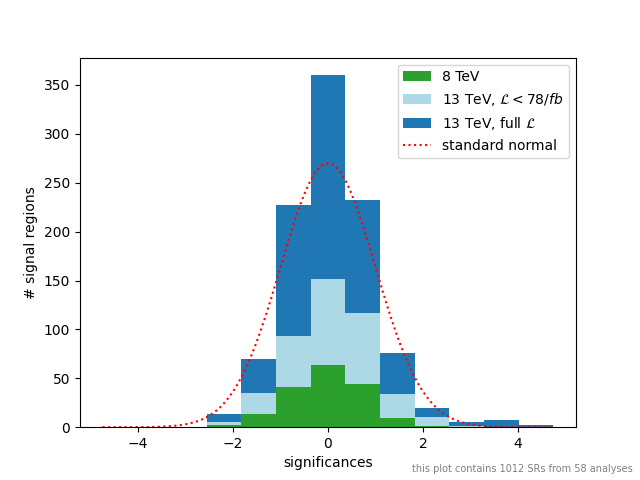 350
300
250
200
150
100
50
0
# signal regions
8 TeV
13 TeV, ℒ < 78/fb
13 TeV, full ℒ
standard normal
−4
−2
0
2
4
significances
this plot contains 1012 SRs from 58 analyses